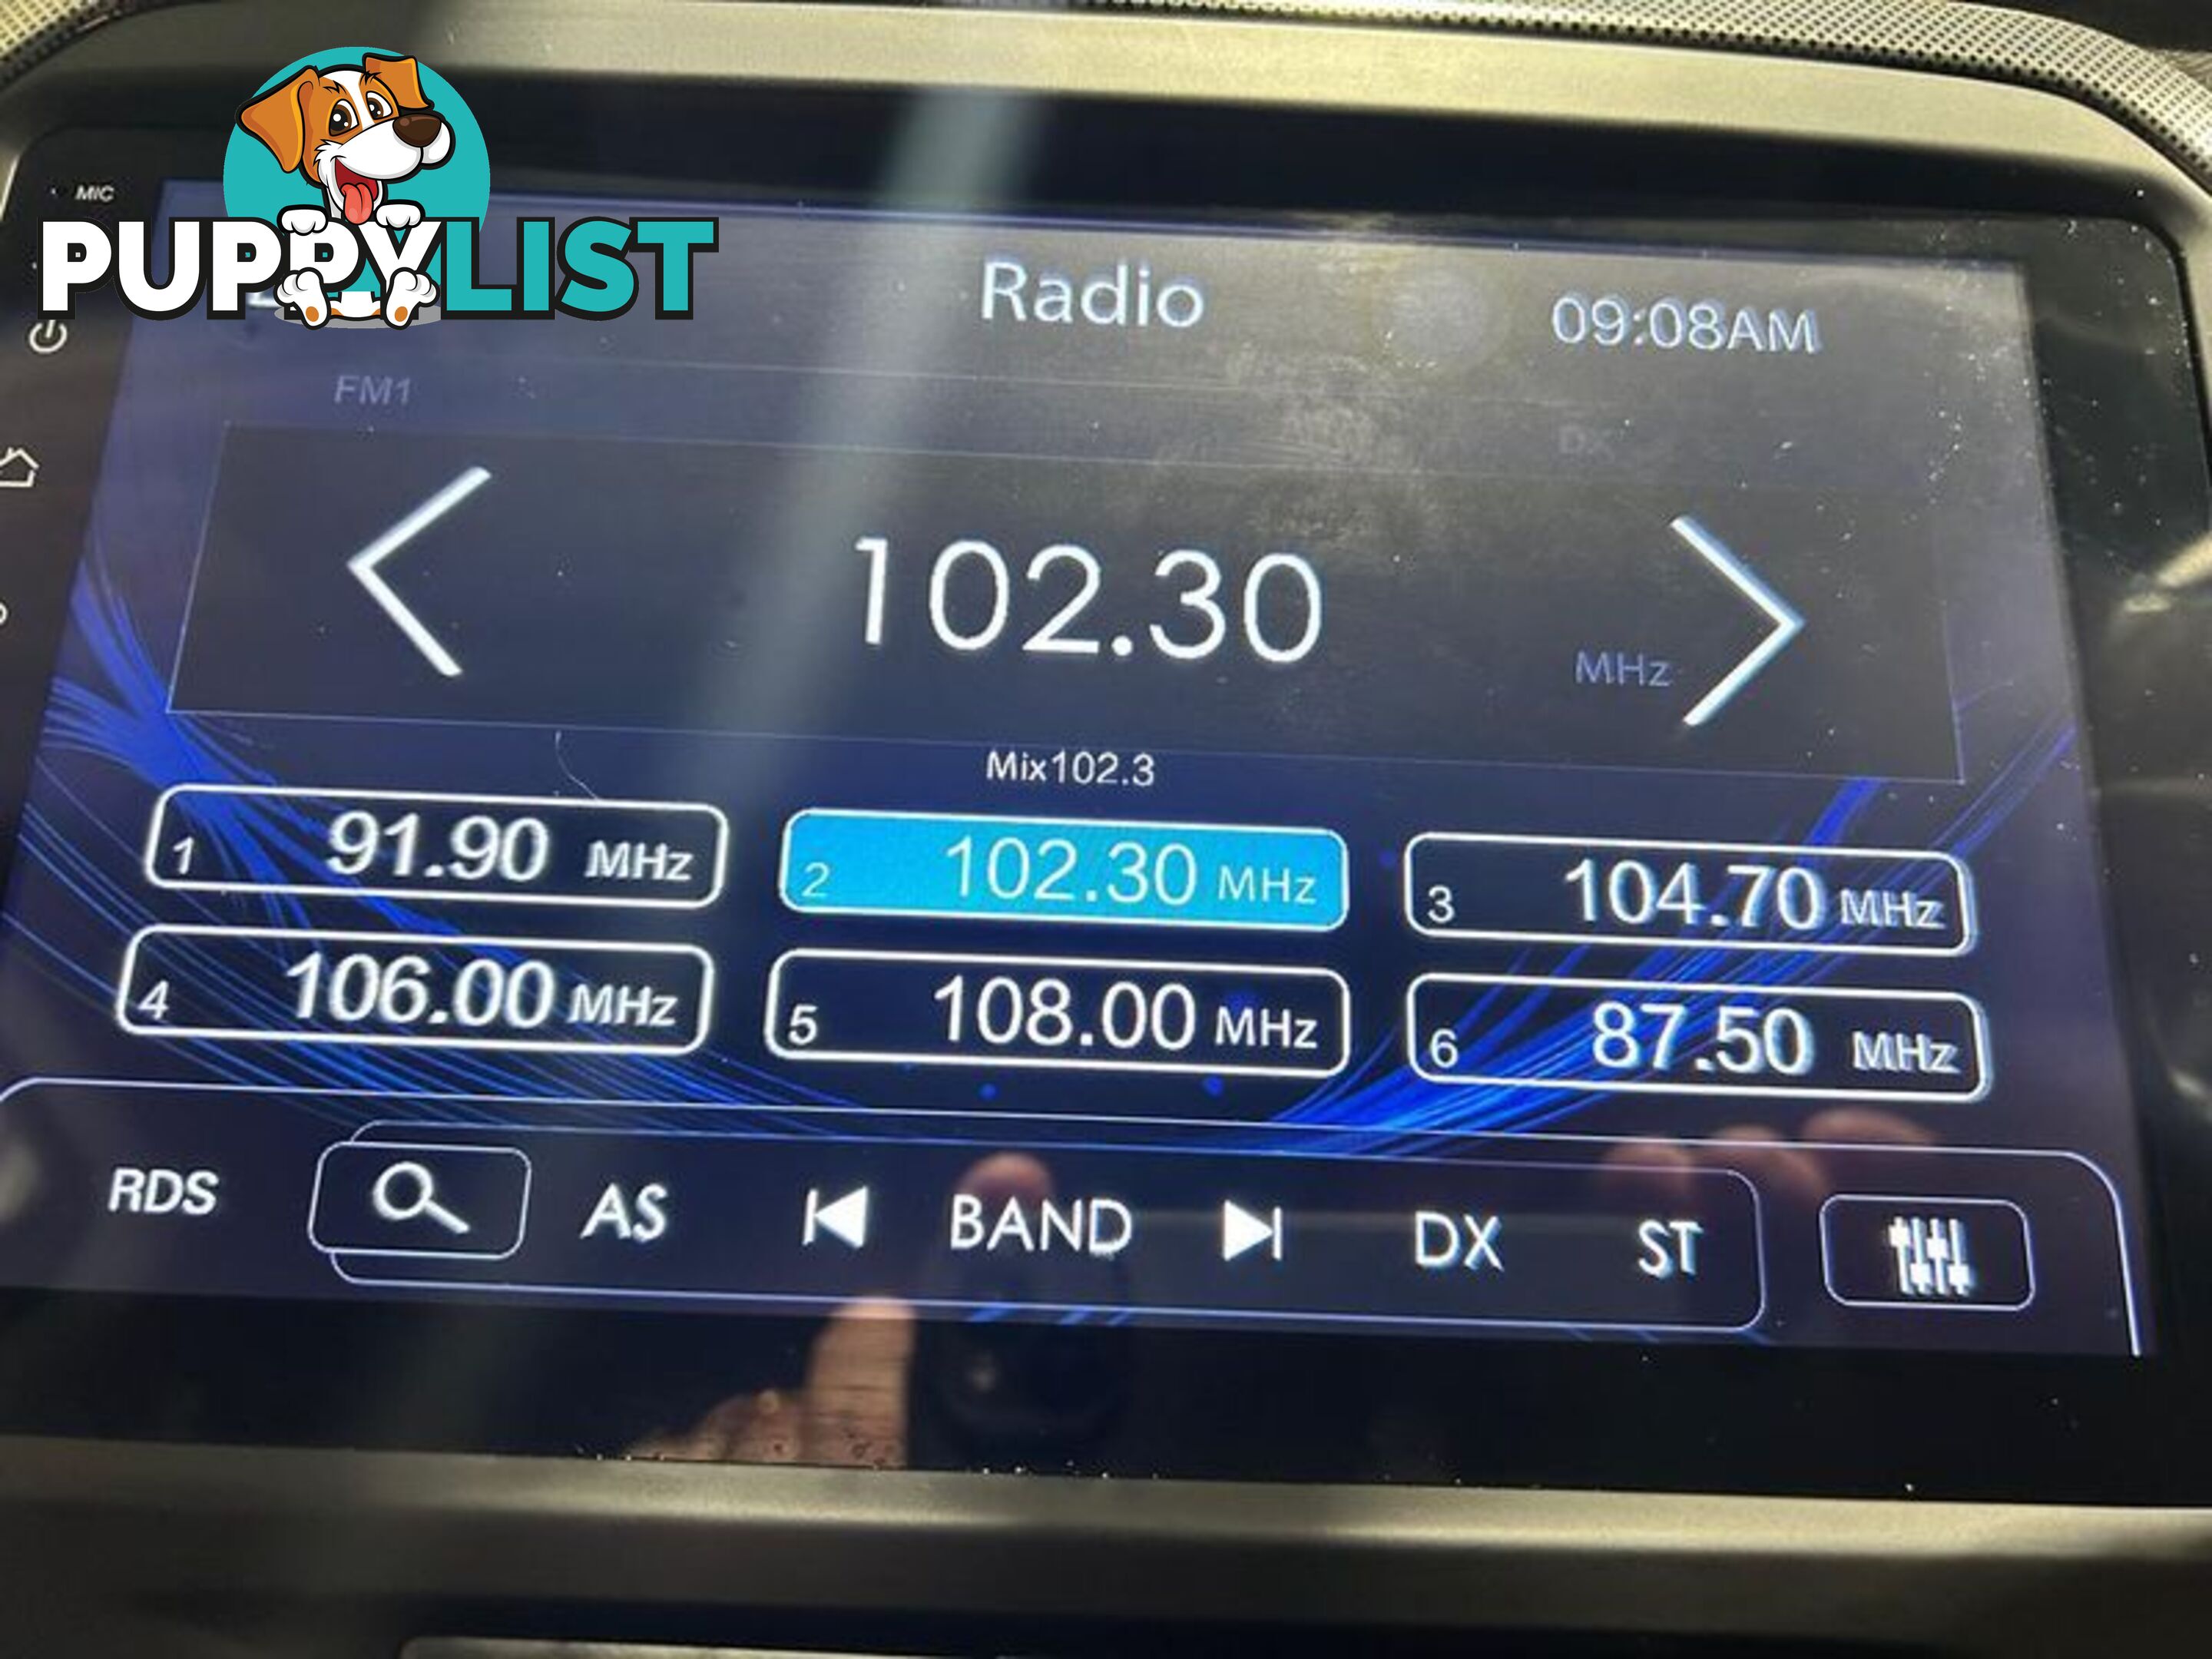 PUPPYLIST
MIC
Radio
09:08AM
FM1
DX
102.30
MHz
Mix102.3
1 91.90 MHz
2 102.30 MHz
3 104.70 MHz
4 106.00 MHz
5 108.00 MHz
6 87.50 MHz
RDS
AS
BAND
DX
ST